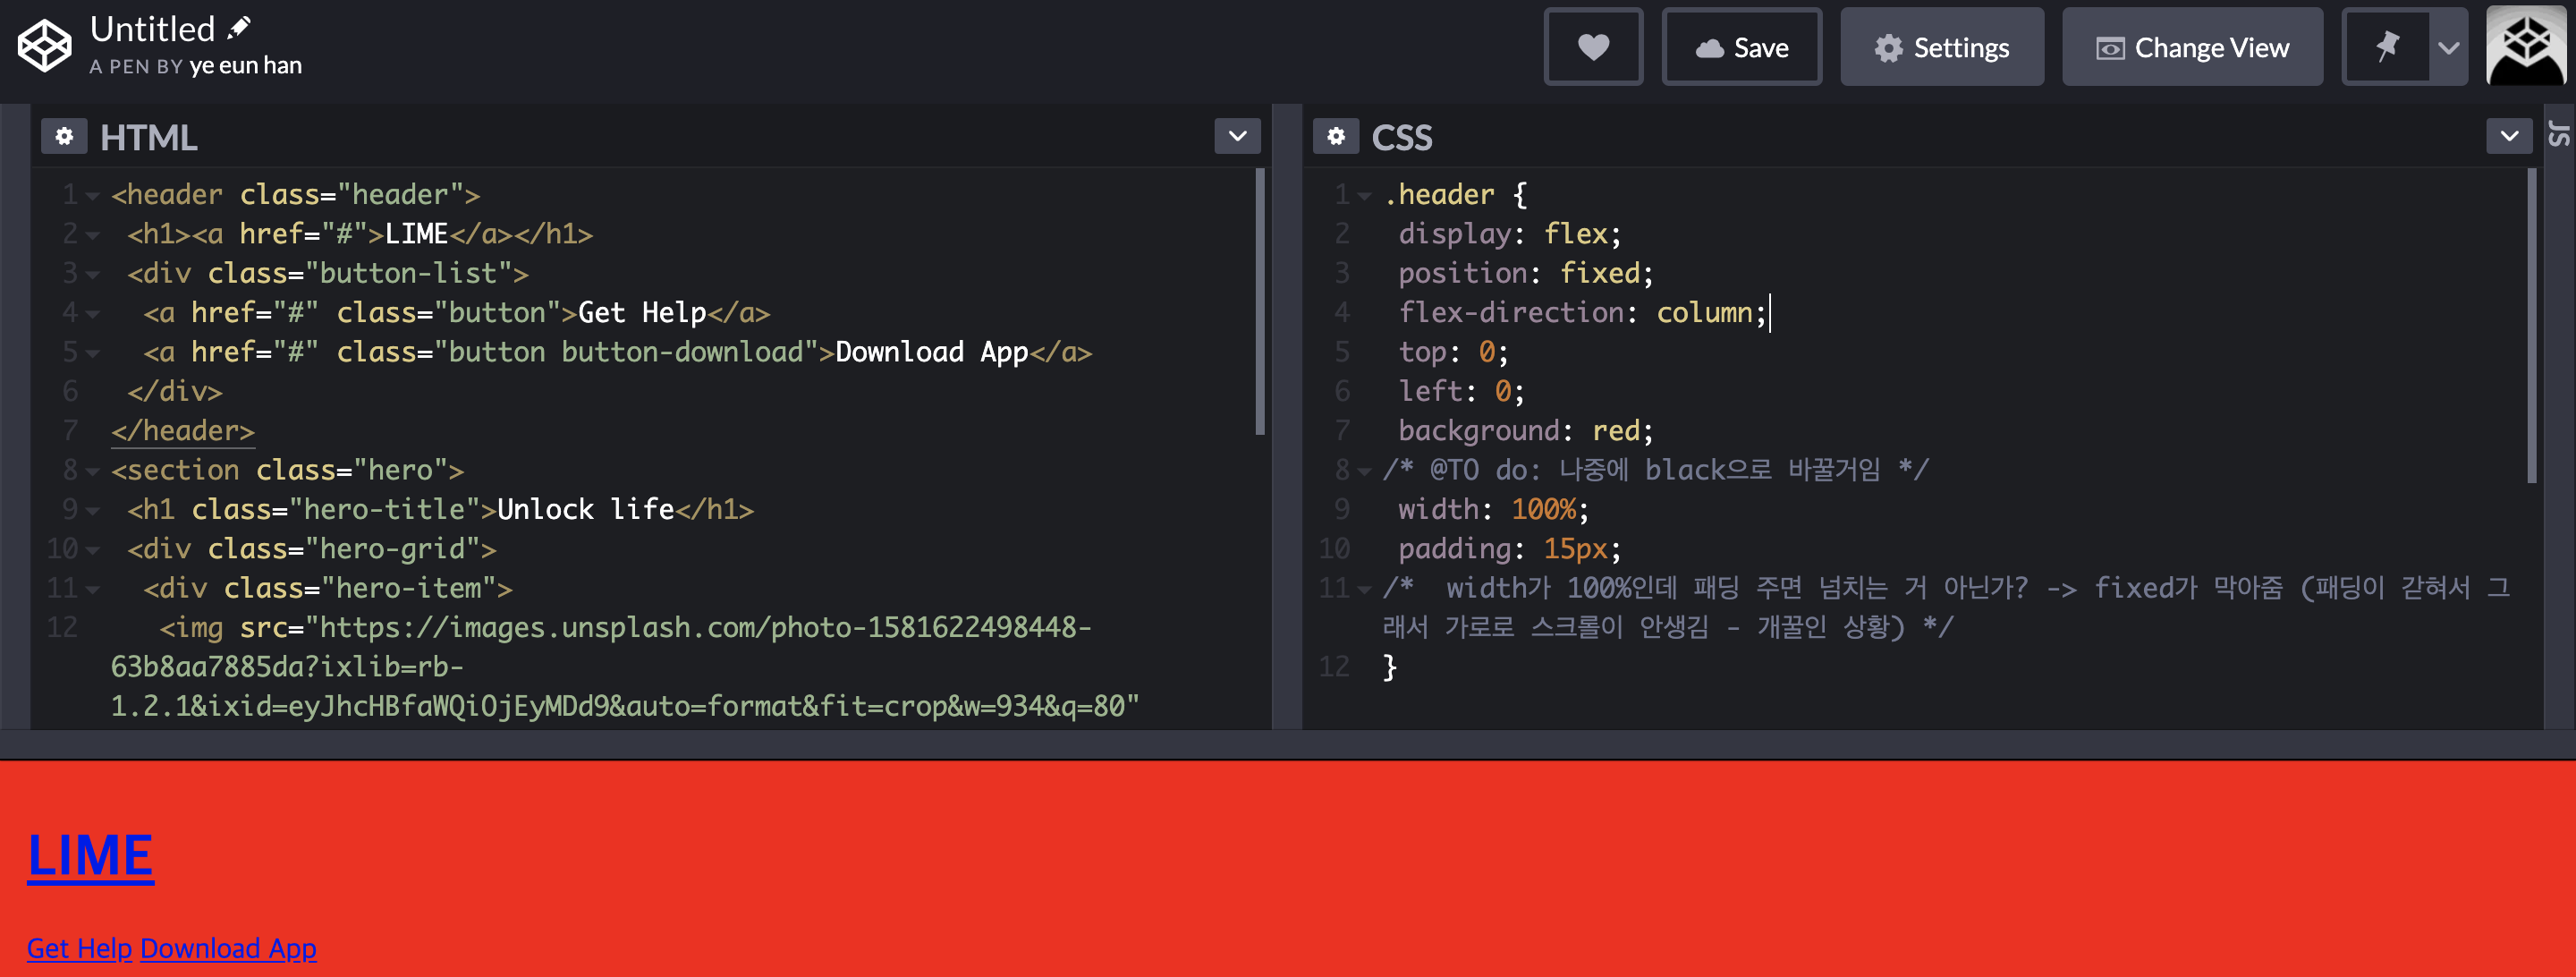 Untitled
A PEN BY ye eun han
Save
Settings
Change View
HTML
1 <header class="header">
2 <h1><a href="#">LIME</a></h1>
3 <div class="button-list">
4 <a href="#" class="button">Get Help</a>
5 <a href="#" class="button button-download">Download App</a>
6 </div>
7 </header>
8 <section class="hero">
9 <h1 class="hero-title">Unlock life</h1>
10 <div class="hero-grid">
11 <div class="hero-item">
12 <img src="https://images.unsplash.com/photo-1581622498448-
63b8aa7885da?ixlib=rb-
1.2.1&ixid=eyJhcHBfaWQiOjEyMDd9&auto=format&fit=crop&w=934&q=80"
CSS
1 .header {
2 display: flex;
3 position: fixed;
4 flex-direction: column;
5 top: 0;
6 left: 0;
7 background: red;
8 /* @TO do: 나중에 black으로 바꿀거임 */
9 width: 100%;
10 padding: 15px;
11 /*  width가 100%인데 패딩 주면 넘치는 거 아닌가? -> fixed가 막아줌 (패딩이 갇혀서 그
래서 가로로 스크롤이 안생김 - 개꿀인 상황) */
12 }
JS
LIME
Get Help Download App